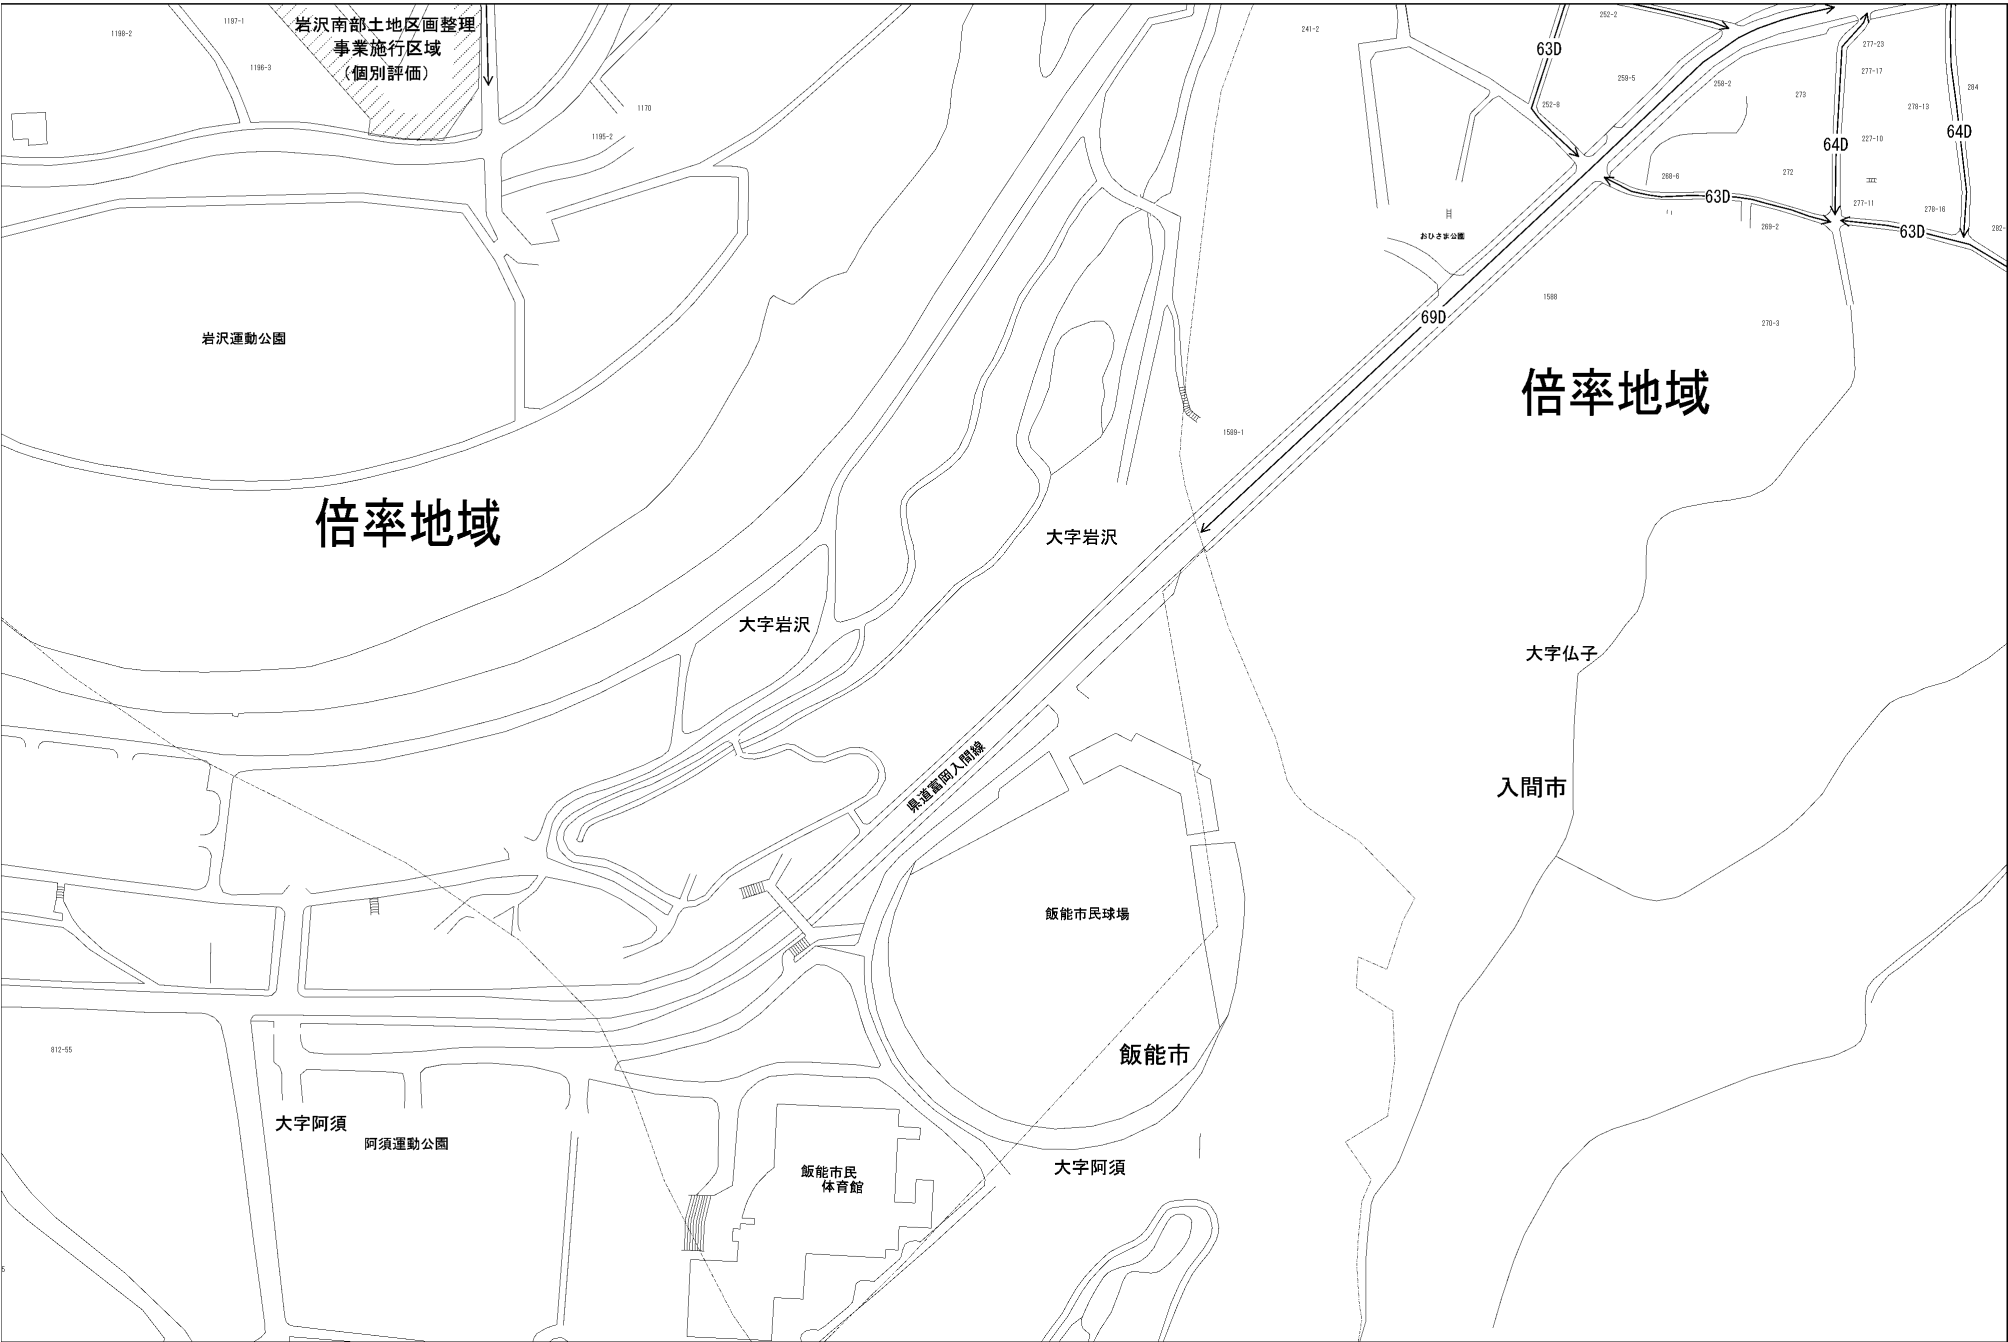 岩沢南部土地区画整理
事業施行区域
(個別評価)
1198-2
1197-1
1196-3
1170
1195-2
241-2
252-2
63D
259-5
258-2
252-8
277-23
277-17
273
278-13
284
227-10
64D
64D
268-6
272
63D
277-11
278-16
269-2
63D
282-
おひさま公園
1588
270-3
69D
岩沢運動公園
倍率地域
倍率地域
1589-1
大字岩沢
大字岩沢
大字仏子
県道富岡入間線
入間市
飯能市民球場
飯能市
812-55
大字阿須
阿須運動公園
飯能市民
体育館
大字阿須
5